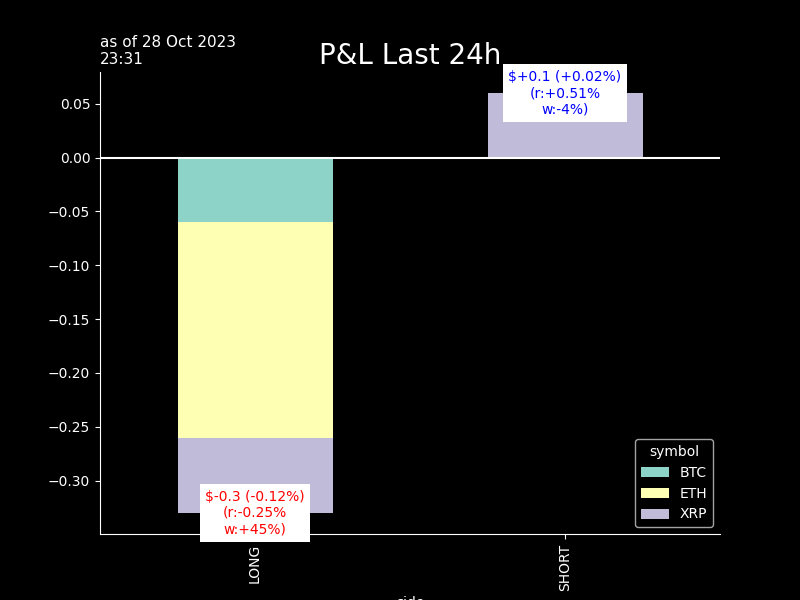 as of 28 Oct 2023
23:31
P&L Last 24h
$+0.1 (+0.02%)
(r:+0.51%
w:-4%)
0.05
0.00
−0.05
−0.10
−0.15
−0.20
−0.25
−0.30
$-0.3 (-0.12%)
(r:-0.25%
w:+45%)
symbol
BTC
ETH
XRP
LONG
SHORT
side